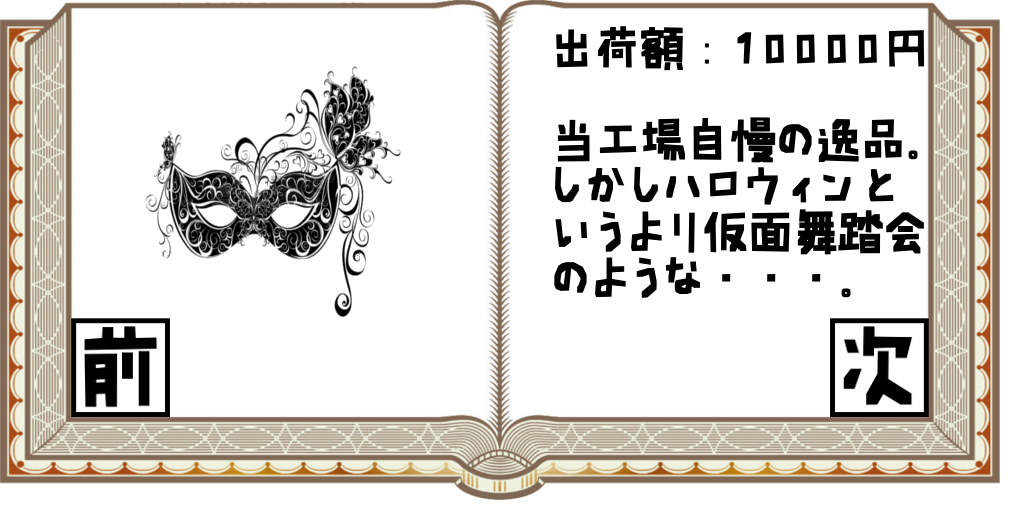 出荷額：10000円
当工場自慢の逸品。
しかしハロウィンと
いうより仮面舞踏会
のような・・・。
前
次